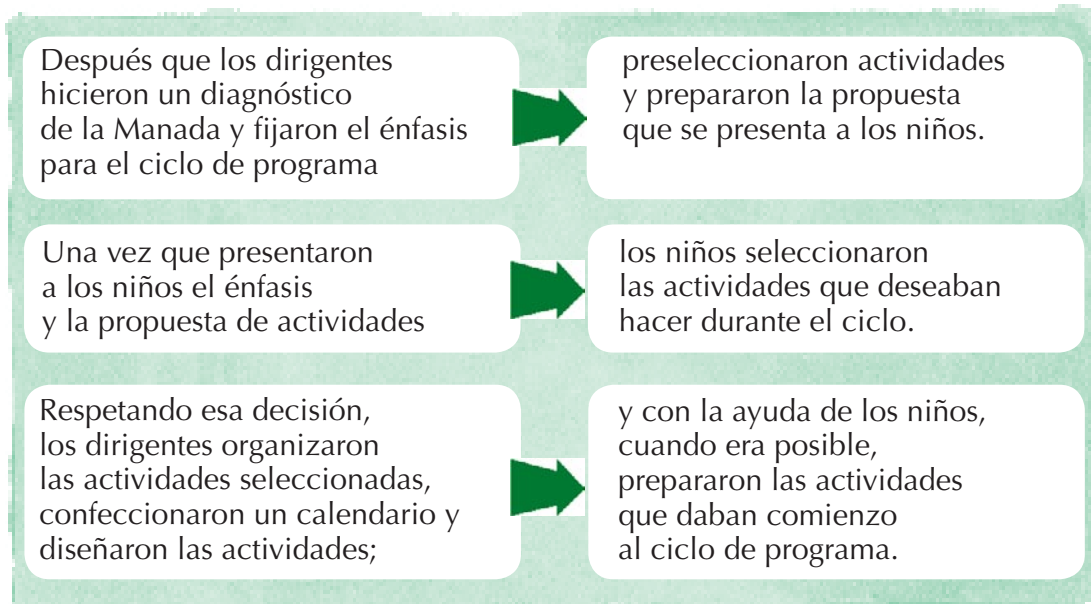 Después que los dirigentes
hicieron un diagnóstico
de la Manada y fijaron el énfasis
para el ciclo de programa
preseleccionaron actividades
y prepararon la propuesta
que se presenta a los niños.
Una vez que presentaron
a los niños el énfasis
y la propuesta de actividades
los niños seleccionaron
las actividades que deseaban
hacer durante el ciclo.
Respetando esa decisión,
los dirigentes organizaron
las actividades seleccionadas,
confeccionaron un calendario y
diseñaron las actividades;
y con la ayuda de los niños,
cuando era posible,
prepararon las actividades
que daban comienzo
al ciclo de programa.